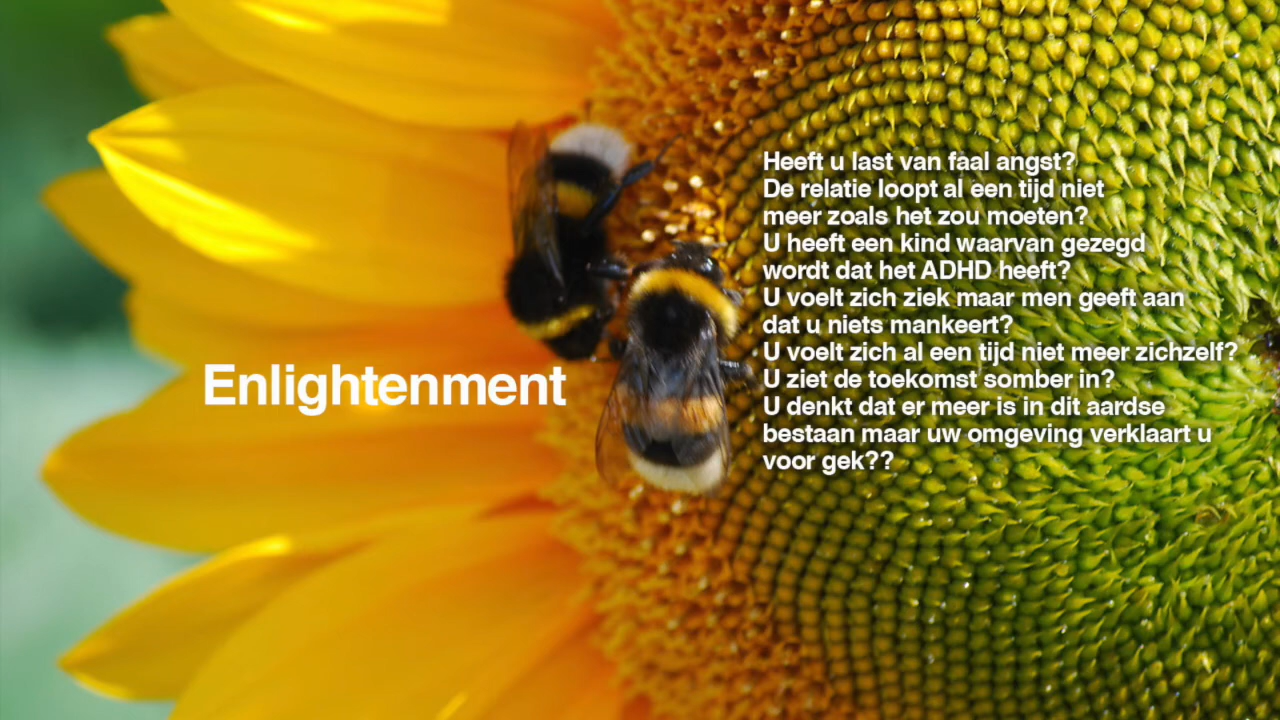 Enlightenment
Heeft u last van faal angst?
De relatie loopt al een tijd niet
meer zoals het zou moeten?
U heeft een kind waarvan gezegd
wordt dat het ADHD heeft?
U voelt zich ziek maar men geeft aan
dat u niets mankeert?
U voelt zich al een tijd niet meer zichzelf?
U ziet de toekomst somber in?
U denkt dat er meer is in dit aardse
bestaan maar uw omgeving verklaart u
voor gek??